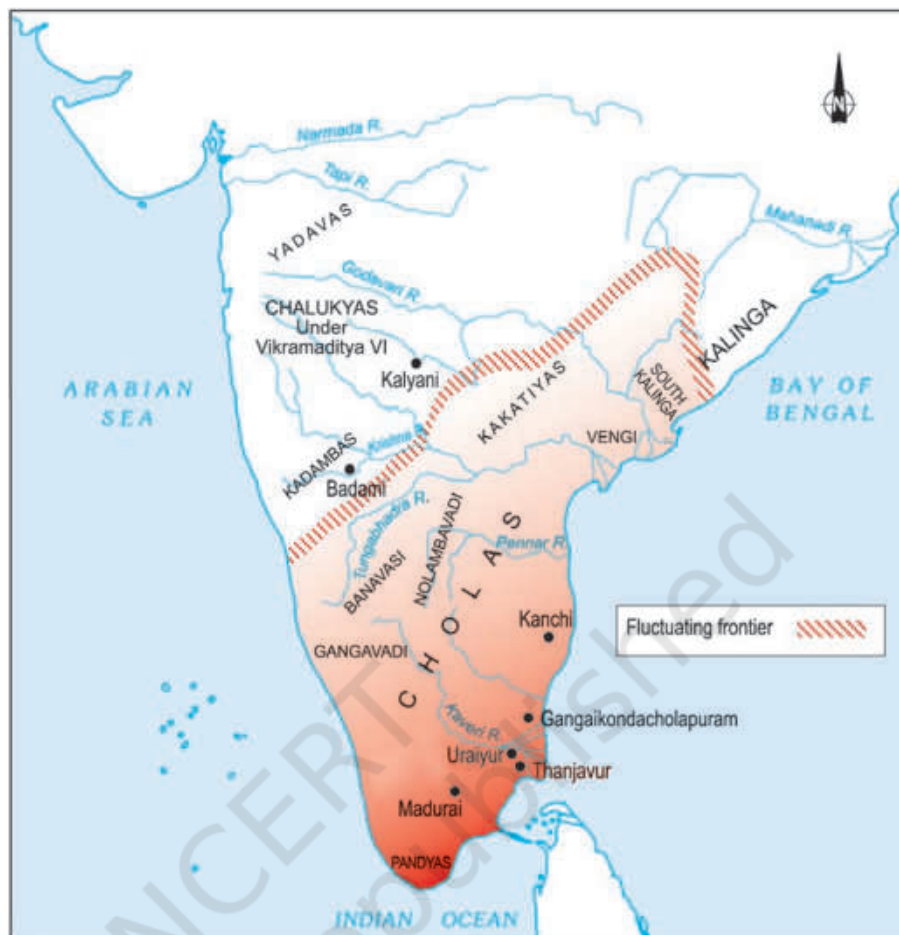 N
Narmada R.
Tapi R.
Mahanadi R.
YADAVAS
Godavari R.
CHALUKYAS
Under
Vikramaditya VI
Kalyani
KALINGA
SOUTH
KALINGA
ARABIAN
SEA
BAY OF
BENGAL
KAKATIYAS
VENGI
Krishna R.
KADAMBAS
Badami
Tungabhadra R.
NOLAMBAVADI
Pennar R.
BANAVASI
CHOLAS
Kanchi
Fluctuating frontier
GANGAVADI
Gangaikondacholapuram
Kaveri R.
Uraiyur
Thanjavur
Madurai
PANDYAS
INDIAN OCEAN
NCERT
republished